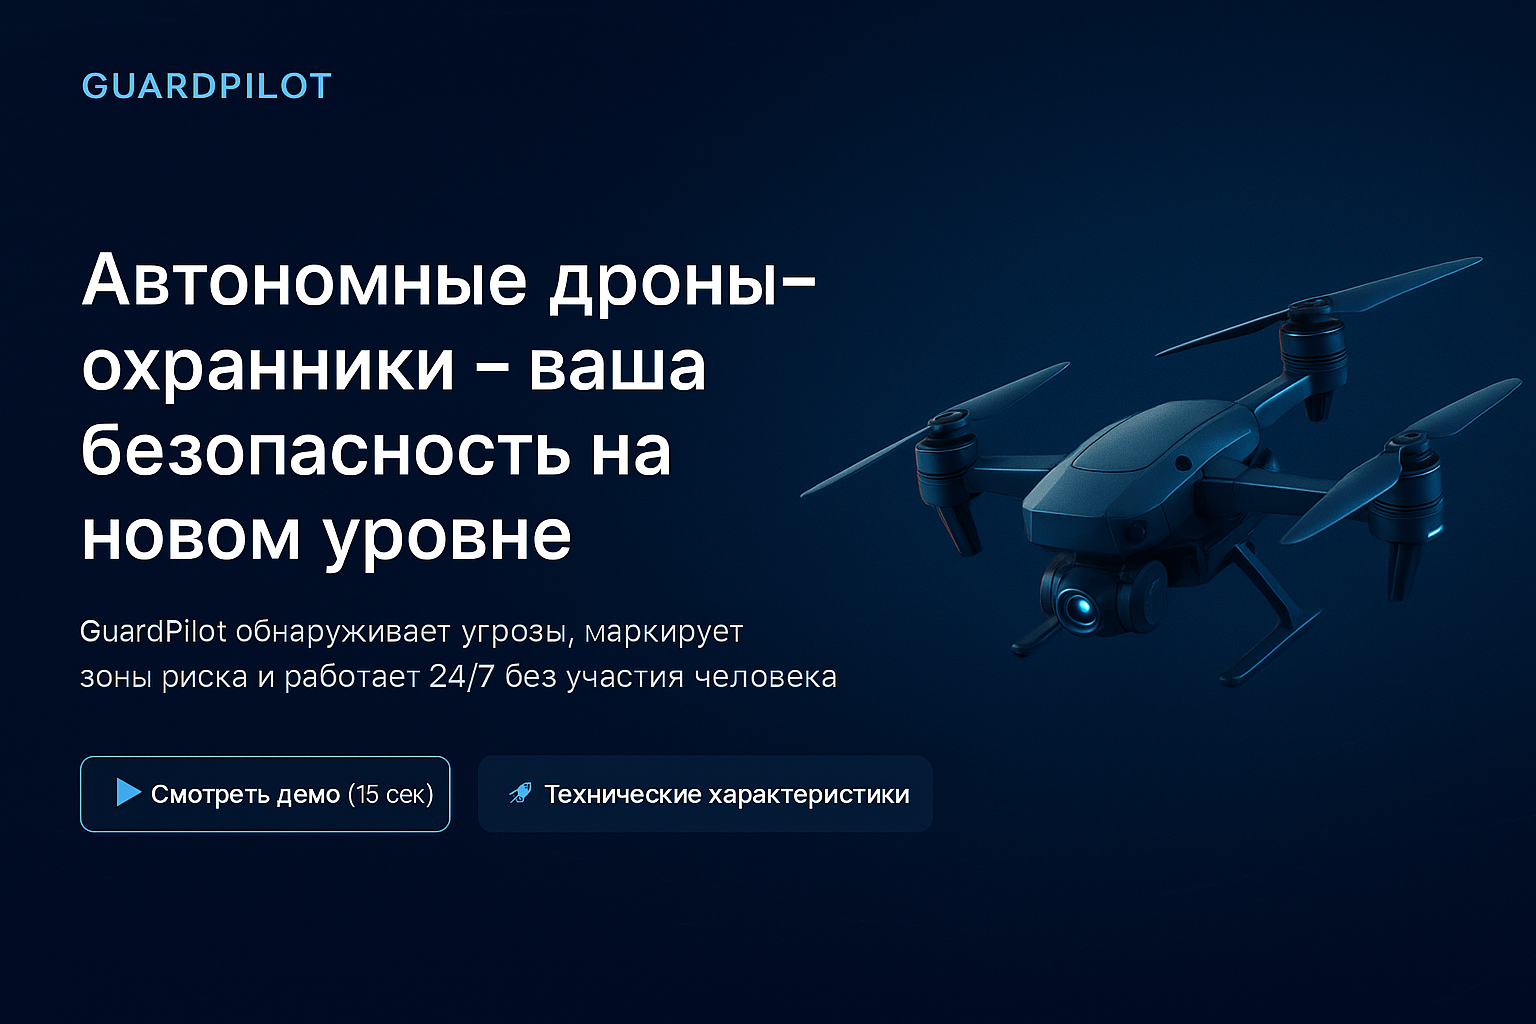 GUARDPILOT
Автономные дроны–
охранники – ваша
безопасность на
новом уровне
GuardPilot обнаруживает угрозы, маркирует
зоны риска и работает 24/7 без участия человека
Смотреть демо (15 сек)
Технические характеристики